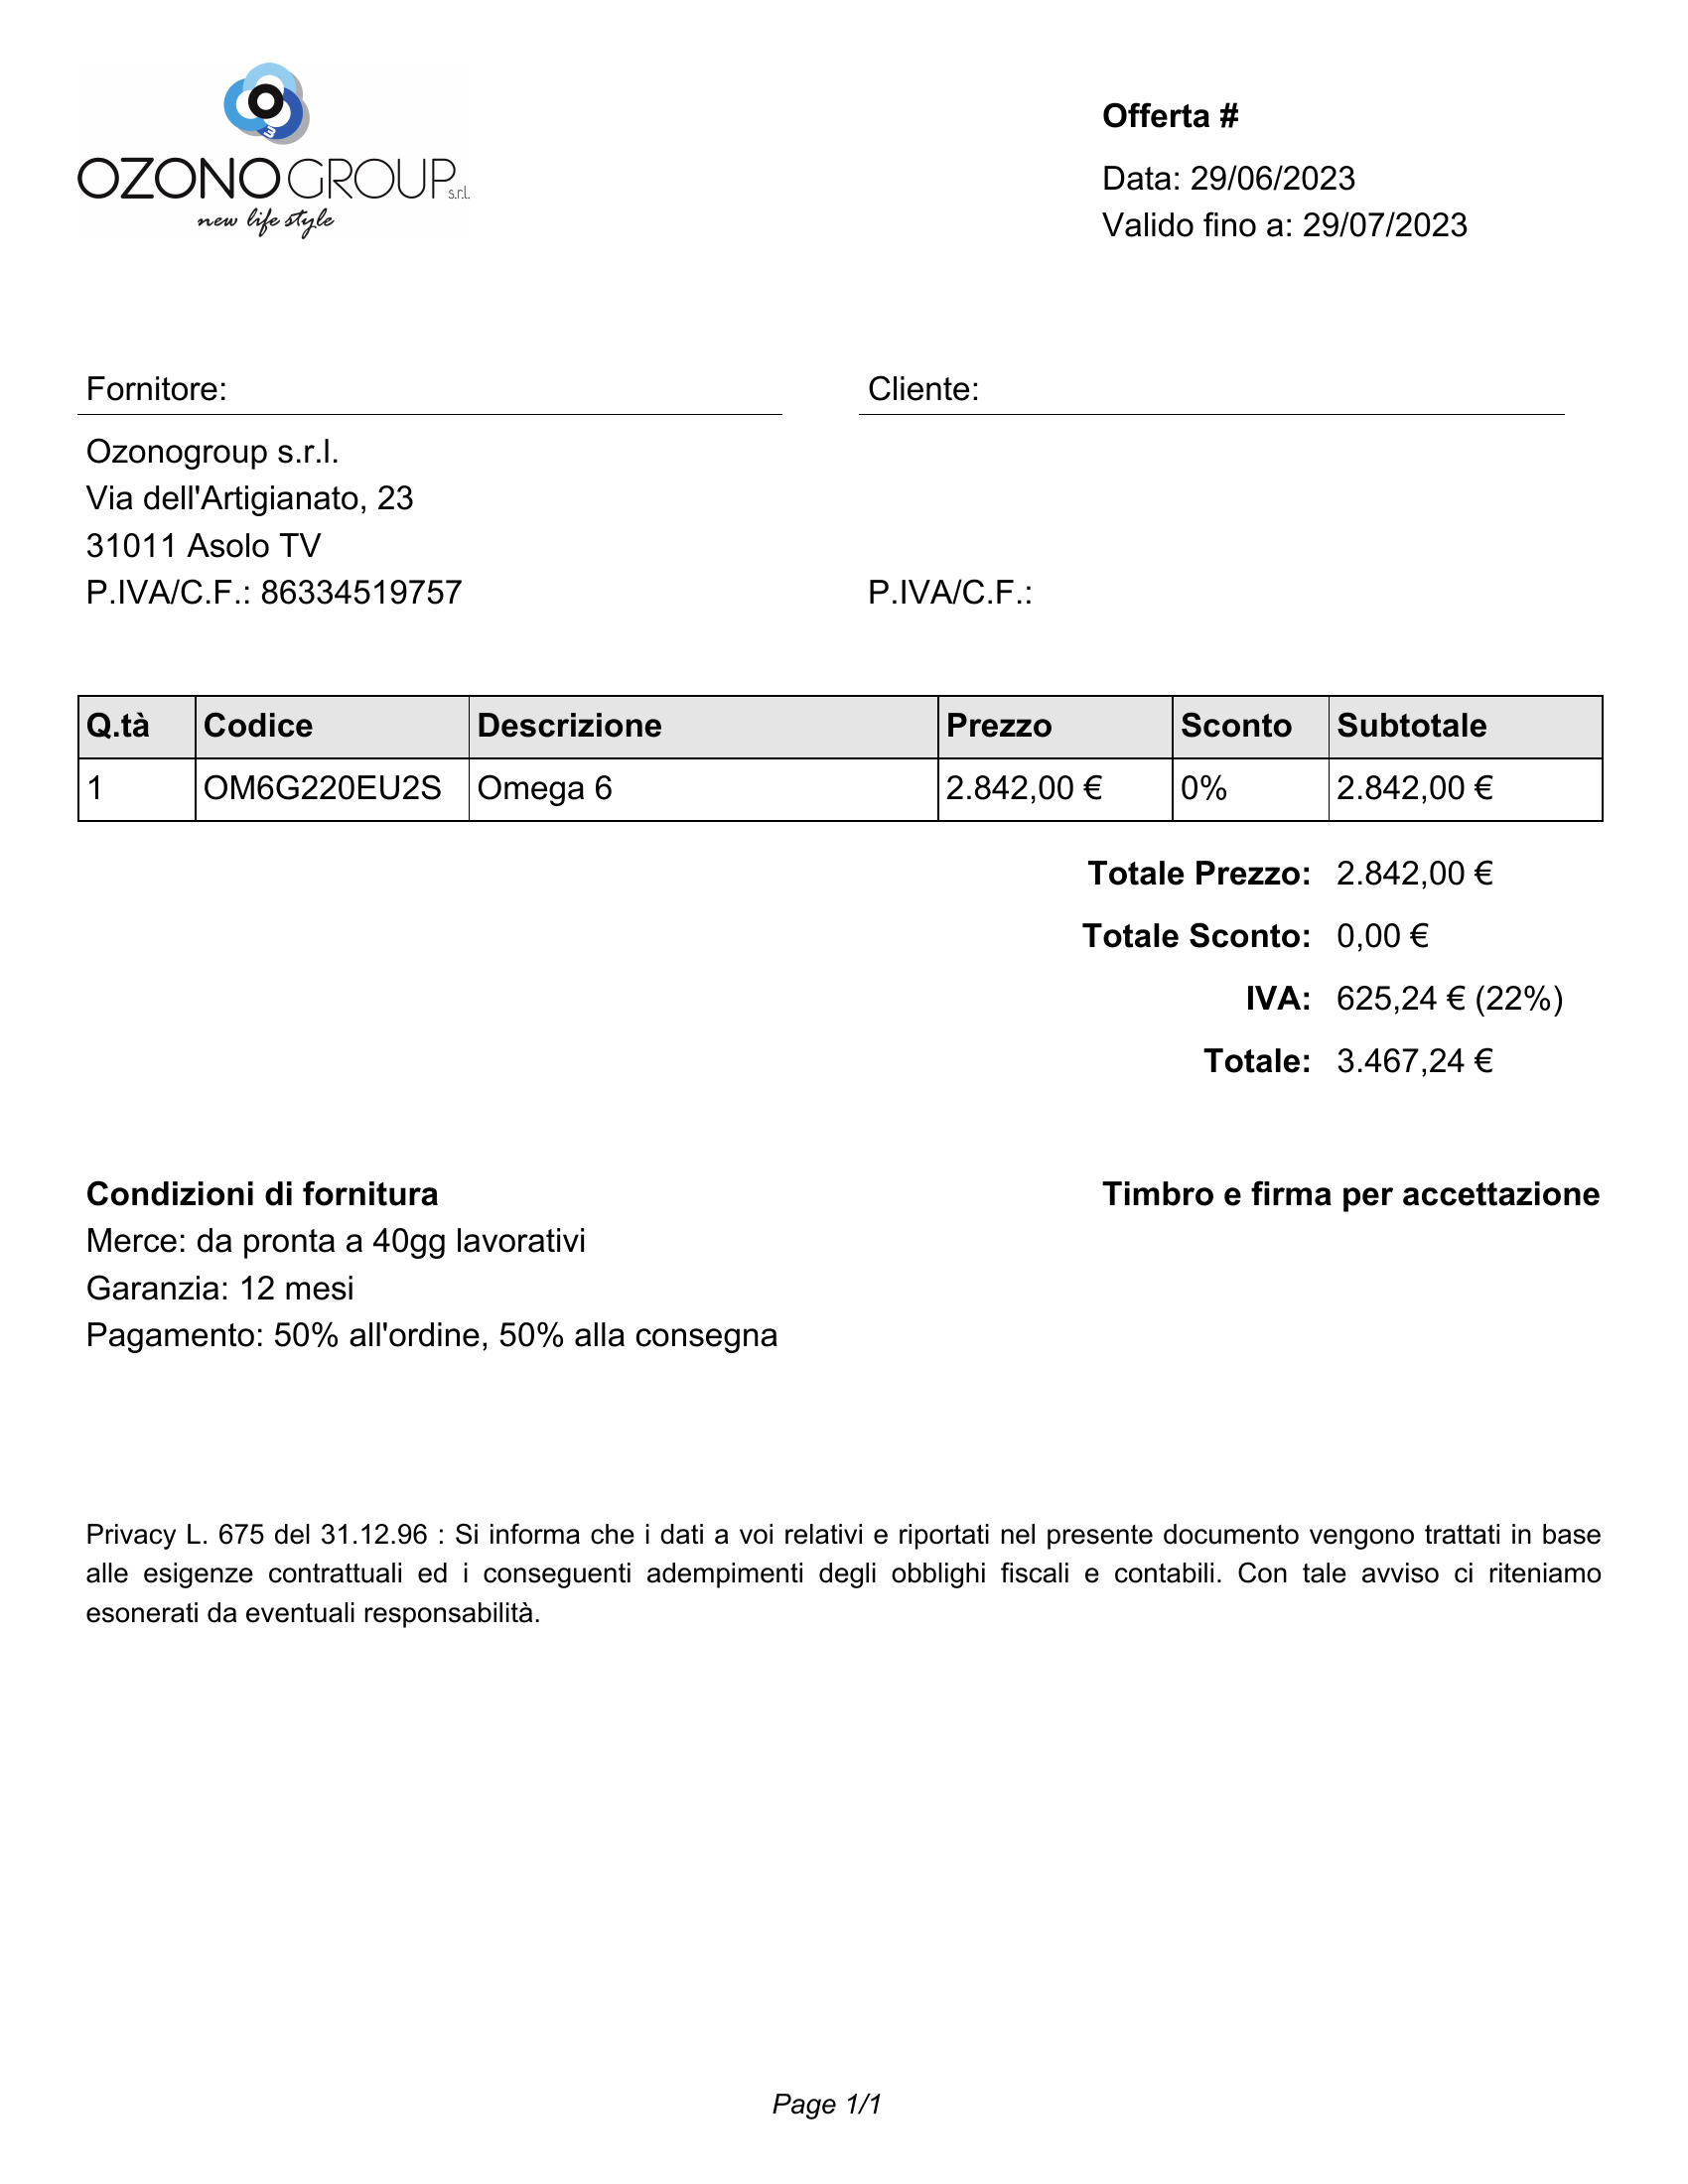 3
OZONOGROUP s.r.l.
new life style
Offerta #
Data: 29/06/2023
Valido fino a: 29/07/2023
Fornitore:
Ozonogroup s.r.l.
Via dell'Artigianato, 23
31011 Asolo TV
P.IVA/C.F.: 86334519757
Cliente:
P.IVA/C.F.:
Q.tà Codice Descrizione Prezzo Sconto Subtotale
1 OM6G220EU2S Omega 6 2.842,00 € 0% 2.842,00 €
Totale Prezzo: 2.842,00 €
Totale Sconto: 0,00 €
IVA: 625,24 € (22%)
Totale: 3.467,24 €
Condizioni di fornitura
Merce: da pronta a 40gg lavorativi
Garanzia: 12 mesi
Pagamento: 50% all'ordine, 50% alla consegna
Timbro e firma per accettazione
Privacy L. 675 del 31.12.96 : Si informa che i dati a voi relativi e riportati nel presente documento vengono trattati in base
alle esigenze contrattuali ed i conseguenti adempimenti degli obblighi fiscali e contabili. Con tale avviso ci riteniamo
esonerati da eventuali responsabilità.
Page 1/1